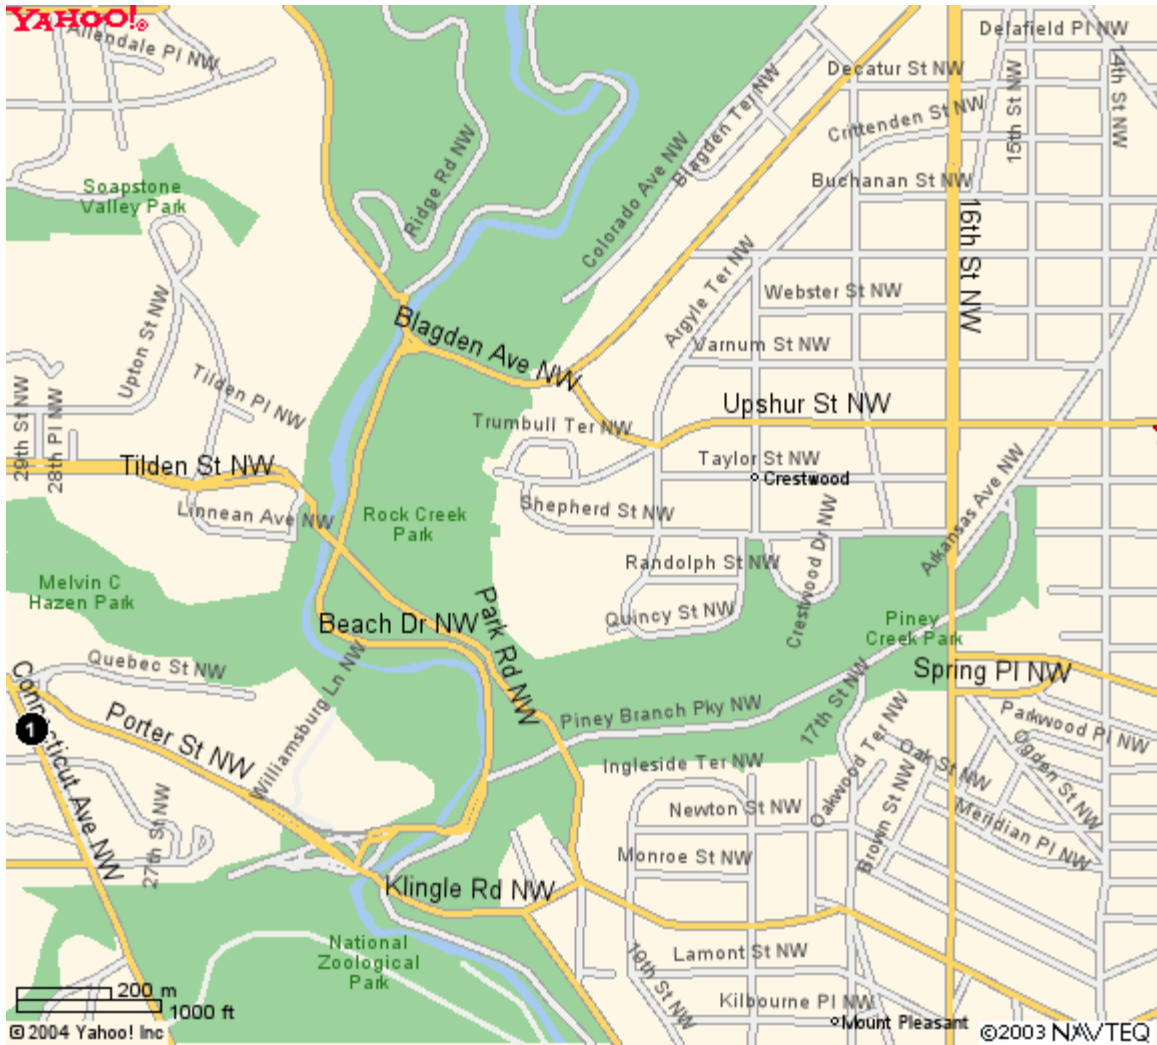 YAHOO!®
Allendale Pl NW
Delafield Pl NW
14th St NW
Decatur St NW
15th St NW
Blagden Ter NW
Crittenden St NW
Ridge Rd NW
Colorado Ave NW
Buchanan St NW
Soapstone
Valley Park
16th St NW
Argyle Ter NW
Webster St NW
Upton St NW
Blagden Ave NW
Varnum St NW
Tilden Pl NW
29th St NW
28th Pl NW
Trumbull Ter NW
Upshur St NW
Tilden St NW
Taylor St NW
Crestwood
Linnean Ave NW
Rock Creek
Park
Shepherd St NW
Crestwood Dr NW
Arkansas Ave NW
Randolph St NW
Melvin C
Hazen Park
Quincy St NW
Beach Dr NW
Park Rd NW
Piney
Creek Park
Quebec St NW
Spring Pl NW
Connecticut Ave NW
1
Porter St NW
Williamsburg Ln NW
Piney Branch Pky NW
17th St NW
Parkwood Pl NW
Ogden St NW
Oakwood Ter NW
Oak St NW
Ingleside Ter NW
27th St NW
Newton St NW
Brown St NW
Meridian Pl NW
Monroe St NW
Klingle Rd NW
National
Zoological
Park
19th St NW
Lamont St NW
Kilbourne Pl NW
Mount Pleasant
200 m
1000 ft
© 2004 Yahoo! Inc
©2003 NAVTEQ